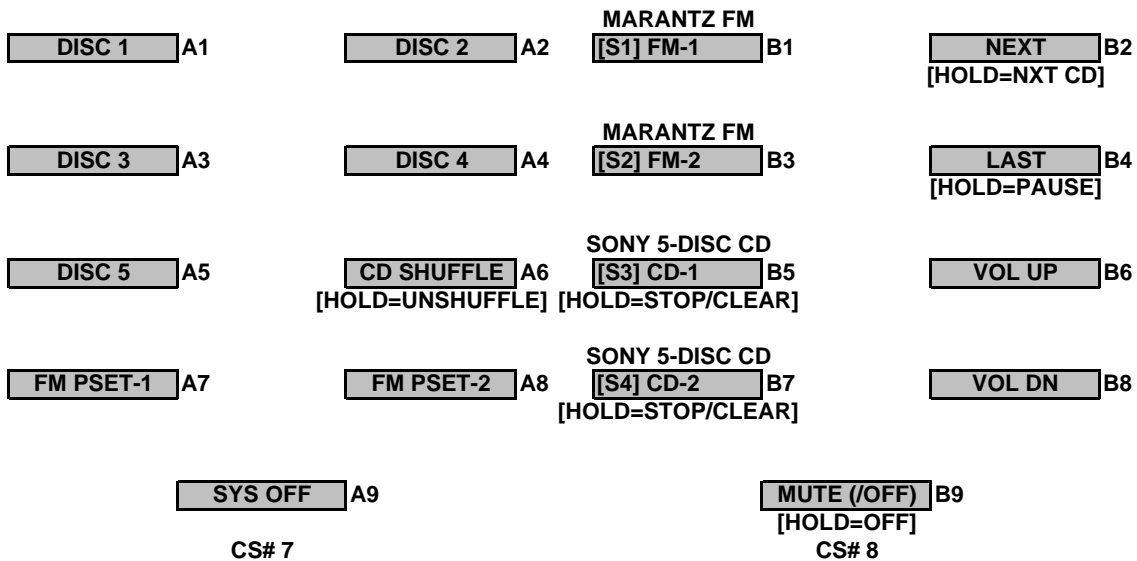 MARANTZ FM
DISC 1 A1 DISC 2 A2 [S1] FM-1 B1 NEXT B2
[HOLD=NXT CD]
MARANTZ FM
DISC 3 A3 DISC 4 A4 [S2] FM-2 B3 LAST B4
[HOLD=PAUSE]
SONY 5-DISC CD
DISC 5 A5 CD SHUFFLE A6 [S3] CD-1 B5 VOL UP B6
[HOLD=UNSHUFFLE] [HOLD=STOP/CLEAR]
SONY 5-DISC CD
FM PSET-1 A7 FM PSET-2 A8 [S4] CD-2 B7 VOL DN B8
[HOLD=STOP/CLEAR]
SYS OFF A9 MUTE (/OFF) B9
[HOLD=OFF]
CS# 7 CS# 8